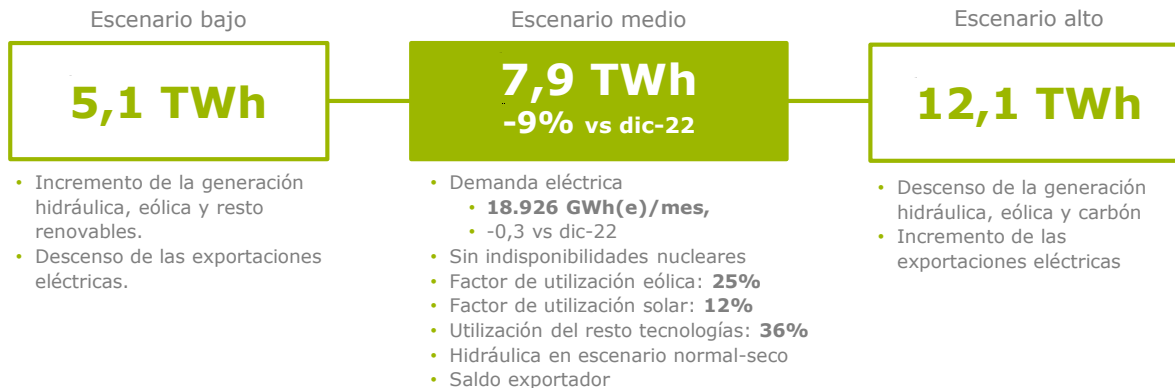 Escenario bajo
5,1 TWh
• Incremento de la generación
hidráulica, eólica y resto
renovables.
• Descenso de las exportaciones
eléctricas.
Escenario medio
7,9 TWh
-9% vs dic-22
• Demanda eléctrica
• 18.926 GWh(e)/mes,
• -0,3 vs dic-22
• Sin indisponibilidades nucleares
• Factor de utilización eólica: 25%
• Factor de utilización solar: 12%
• Utilización del resto tecnologías: 36%
• Hidráulica en escenario normal-seco
• Saldo exportador
Escenario alto
12,1 TWh
• Descenso de la generación
hidráulica, eólica y carbón
• Incremento de las
exportaciones eléctricas